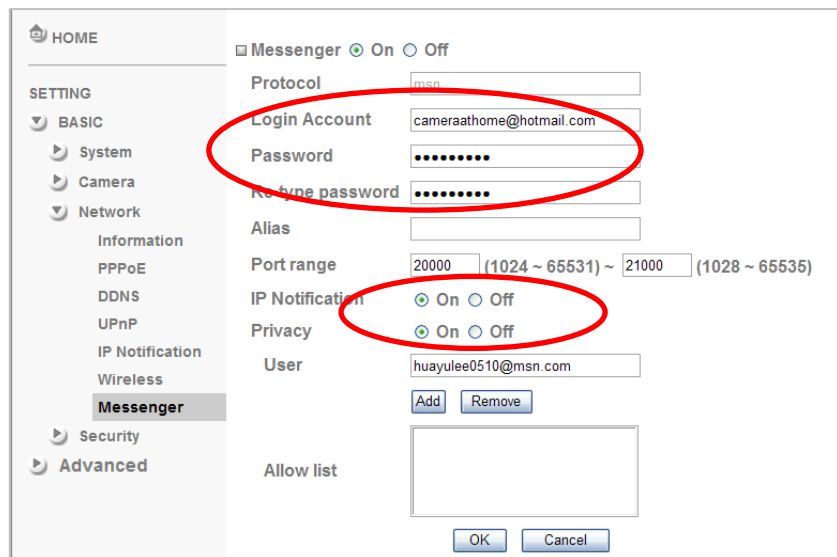 HOME
SETTING
BASIC
System
Camera
Network
Information
PPPoE
DDNS
UPnP
IP Notification
Wireless
Messenger
Security
Advanced
Messenger On Off
Protocol msn
Login Account cameraathome@hotmail.com
Password •••••••••
Re-type password •••••••••
Alias
Port range 20000 (1024 ~ 65531) ~ 21000 (1028 ~ 65535)
IP Notification On Off
Privacy On Off
User huayulee0510@msn.com
Add Remove
Allow list
OK Cancel